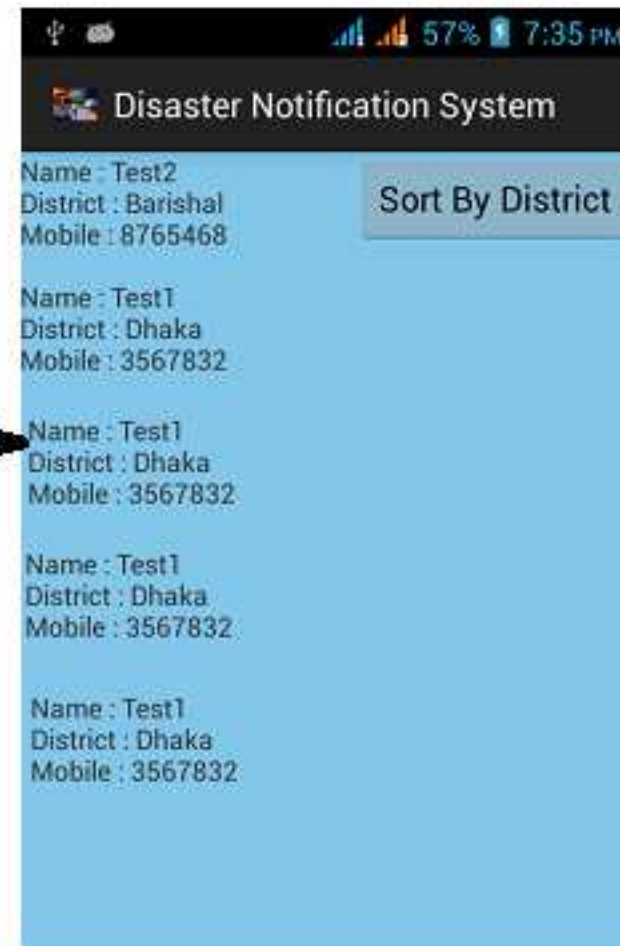 57% 7:35 PM
Disaster Notification System
Name : Test2
District : Barishal
Mobile : 8765468
Sort By District
Name : Test1
District : Dhaka
Mobile : 3567832
Name : Test1
District : Dhaka
Mobile : 3567832
Name : Test1
District : Dhaka
Mobile : 3567832
Name : Test1
District : Dhaka
Mobile : 3567832